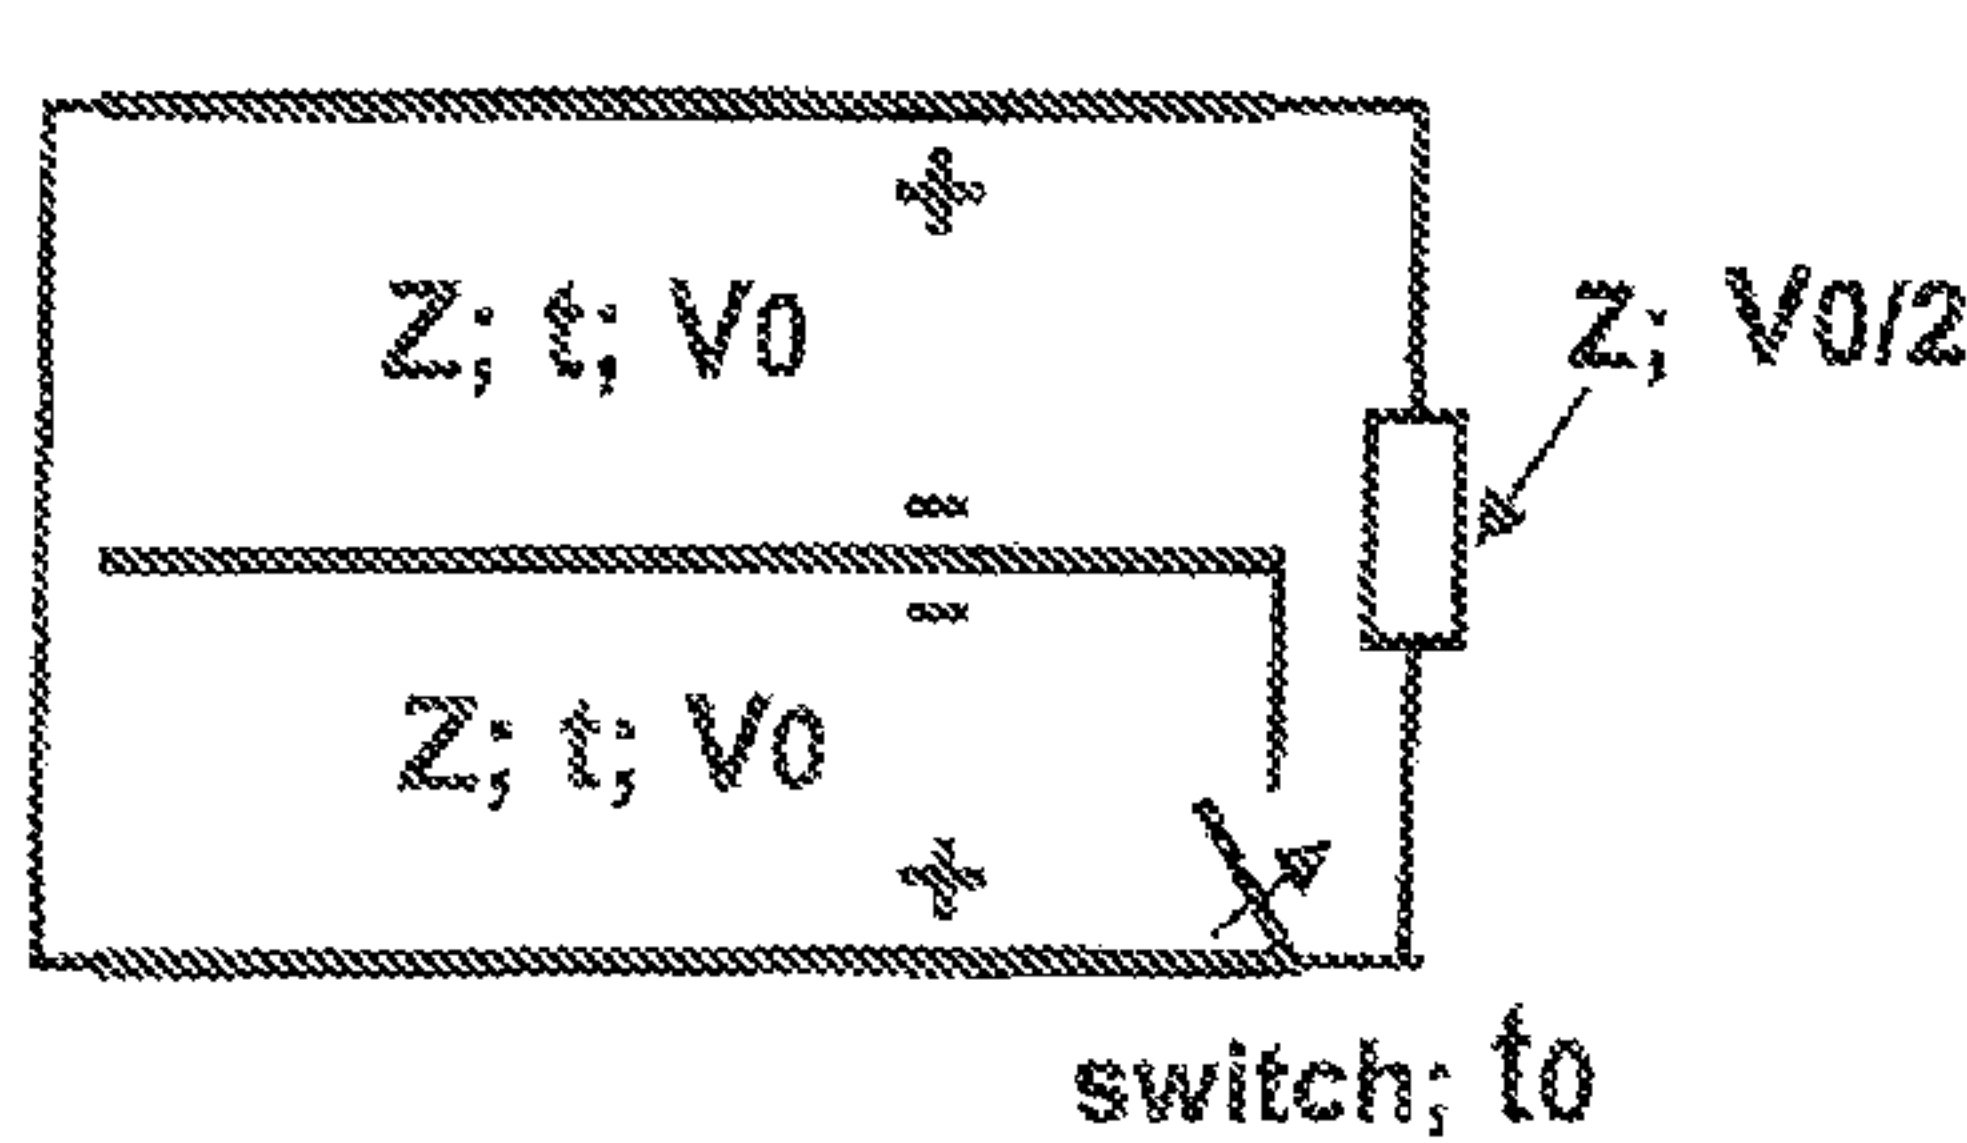 +
Z; t; V0
Z; V0/2
-
-
Z; t; V0
+
switch; t0